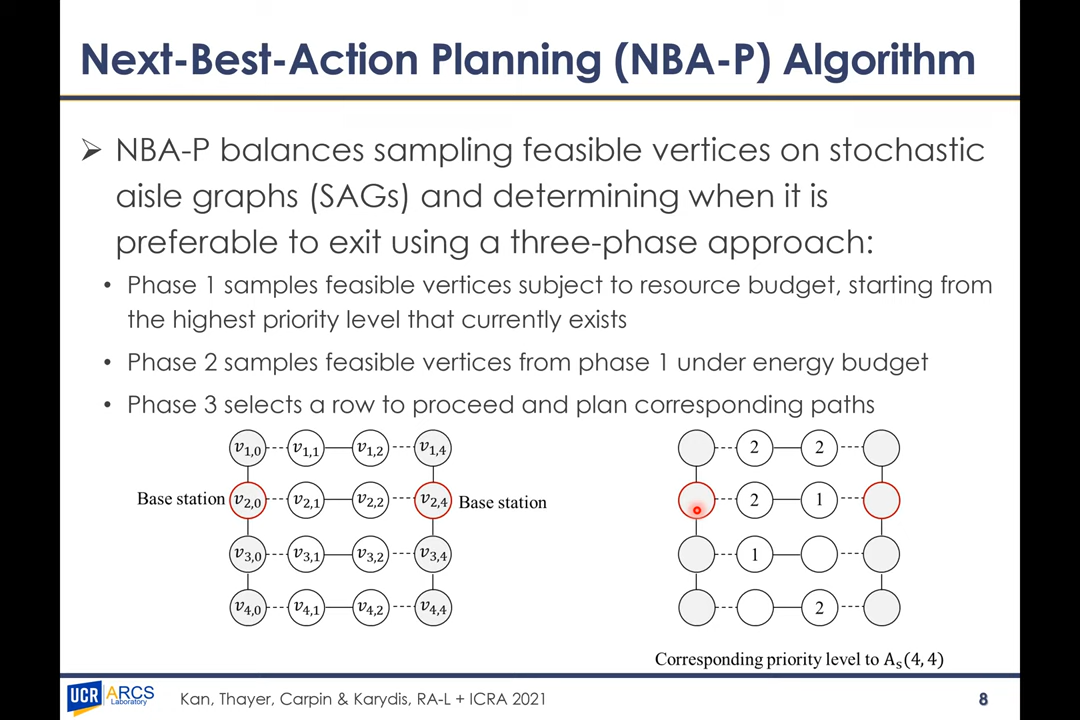 Next-Best-Action Planning (NBA-P) Algorithm
➢ NBA-P balances sampling feasible vertices on stochastic
aisle graphs (SAGs) and determining when it is
preferable to exit using a three-phase approach:
• Phase 1 samples feasible vertices subject to resource budget, starting from
the highest priority level that currently exists
• Phase 2 samples feasible vertices from phase 1 under energy budget
• Phase 3 selects a row to proceed and plan corresponding paths
v1,0 v1,1 v1,2 v1,4
Base station v2,0 v2,1 v2,2 v2,4 Base station
v3,0 v3,1 v3,2 v3,4
v4,0 v4,1 v4,2 v4,4
2 2
2 1
1
2
Corresponding priority level to As(4, 4)
UCR ARCS
Laboratory
Kan, Thayer, Carpin & Karydis, RA-L + ICRA 2021
8